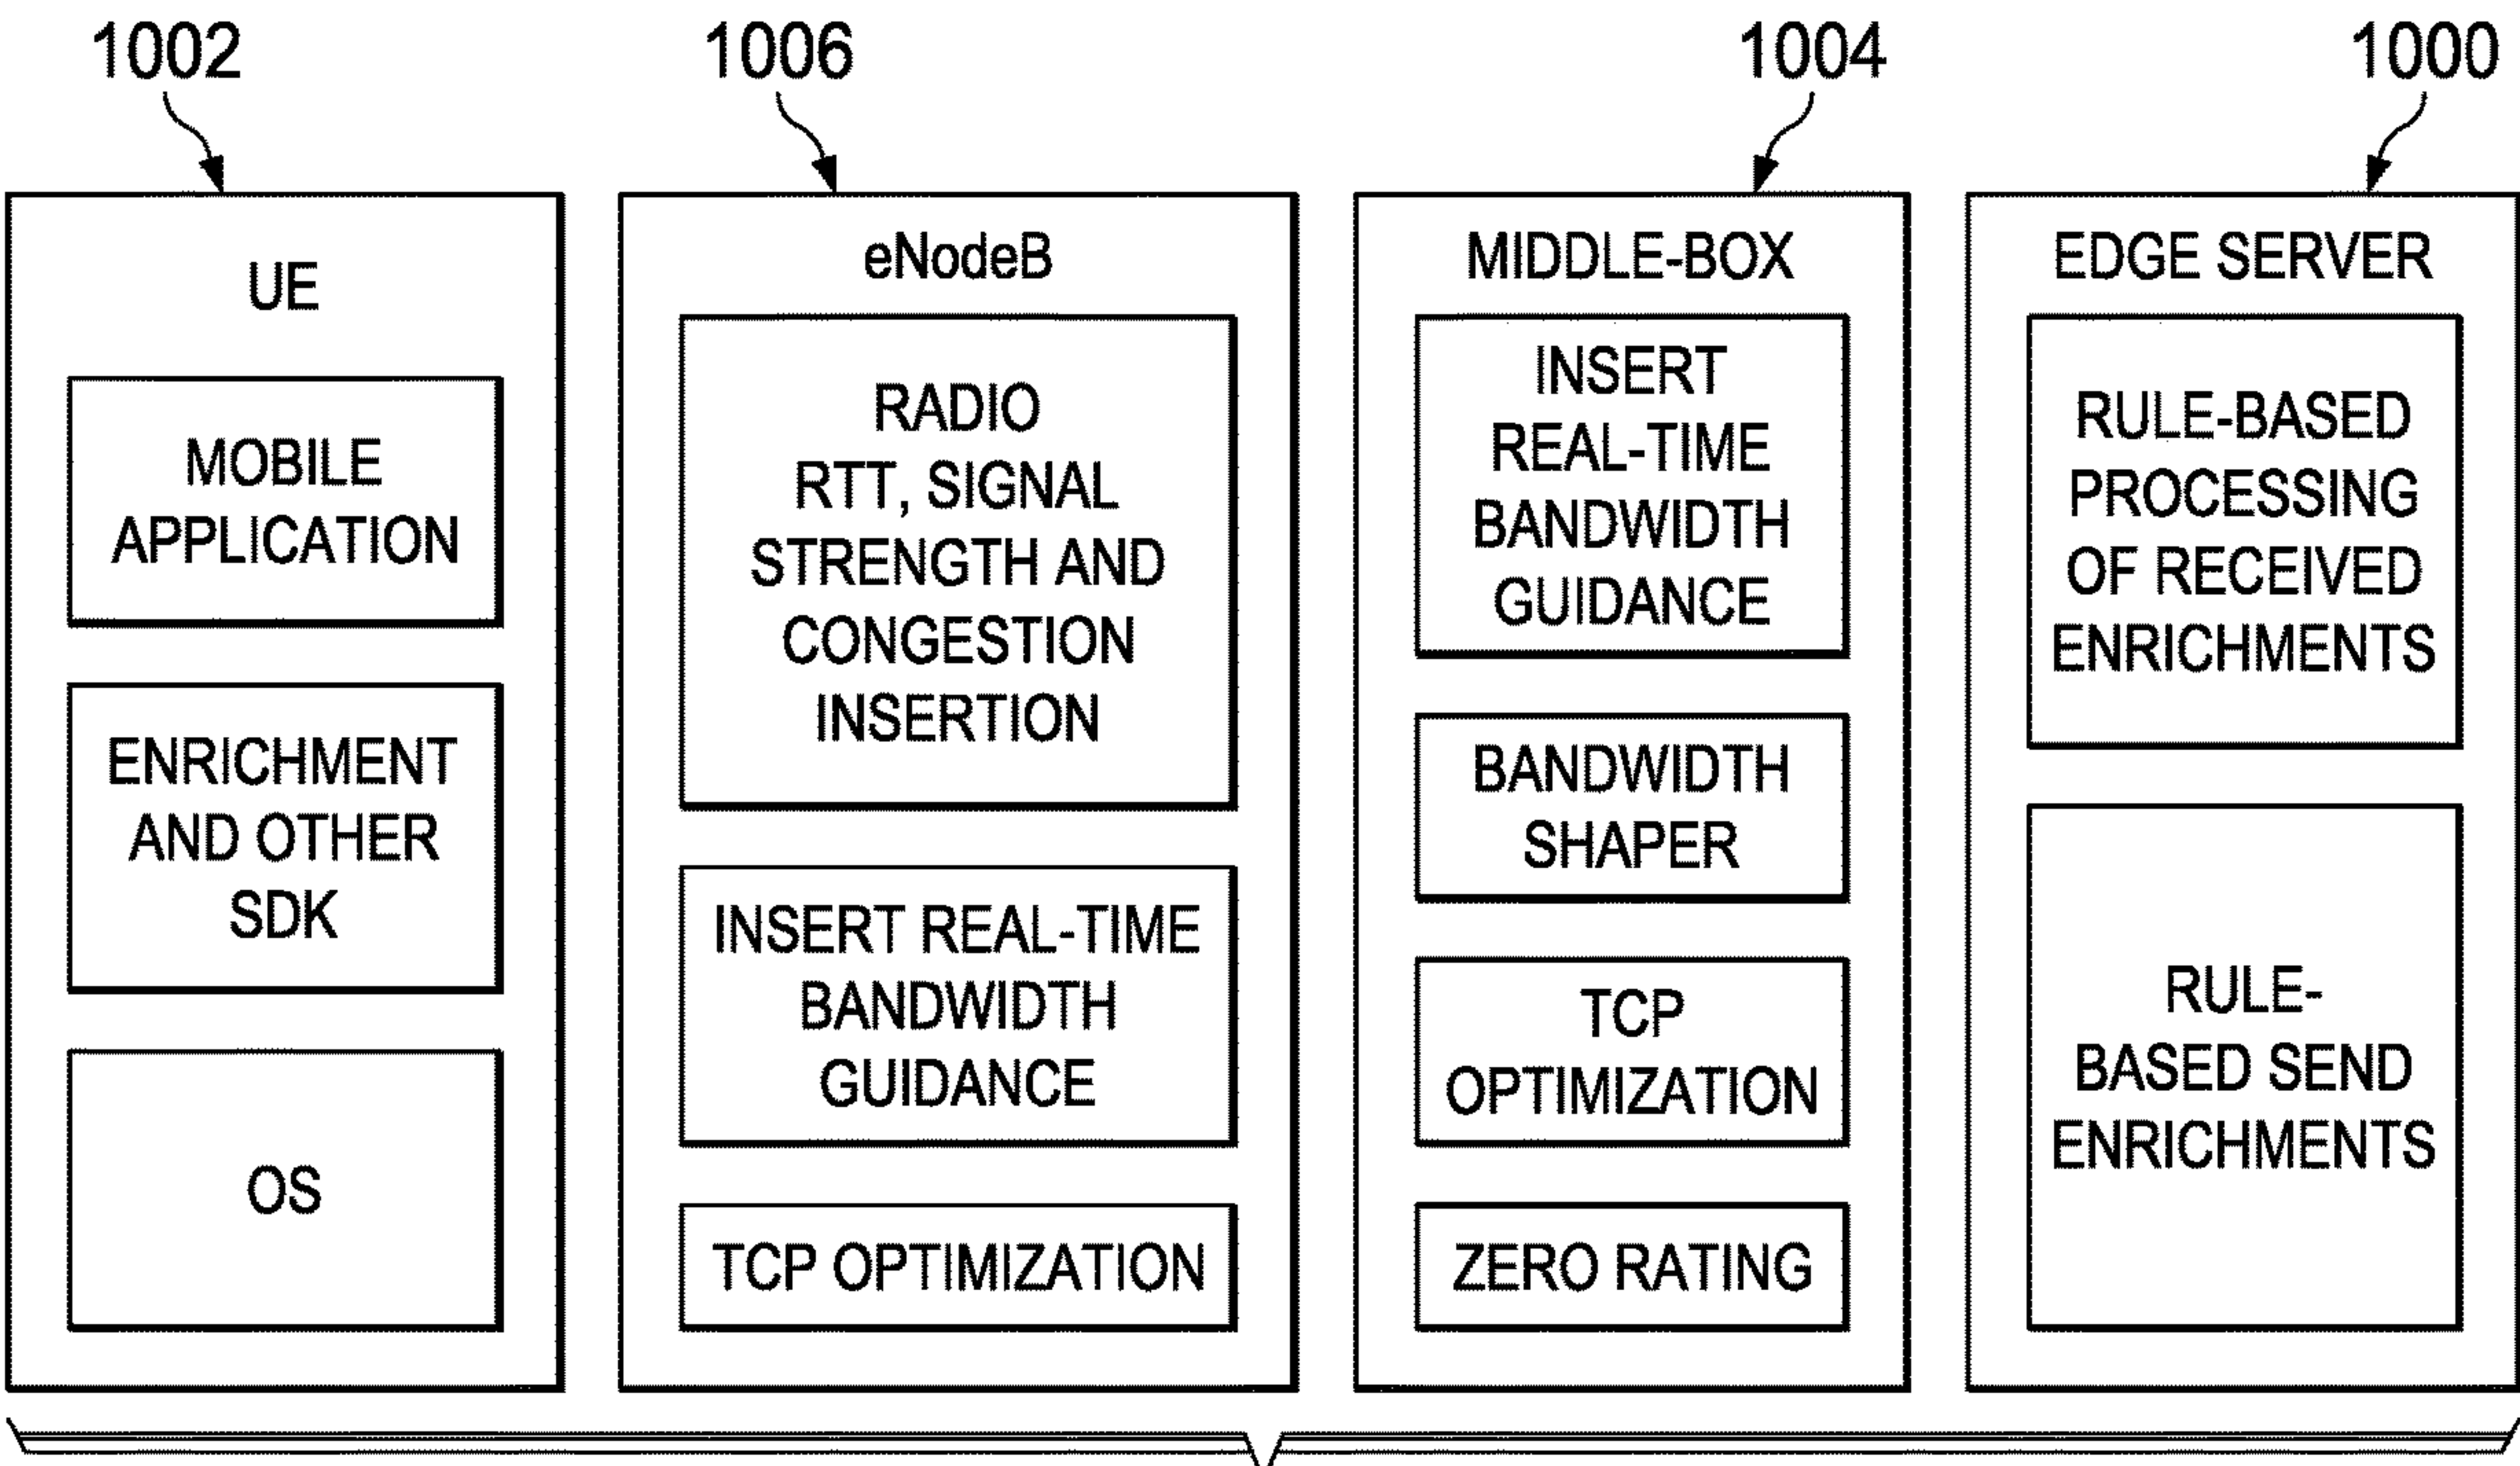 1002
1006
1004
1000
UE
MOBILE
APPLICATION
ENRICHMENT
AND OTHER
SDK
OS
eNodeB
RADIO
RTT, SIGNAL
STRENGTH AND
CONGESTION
INSERTION
INSERT REAL-TIME
BANDWIDTH
GUIDANCE
TCP OPTIMIZATION
MIDDLE-BOX
INSERT
REAL-TIME
BANDWIDTH
GUIDANCE
BANDWIDTH
SHAPER
TCP
OPTIMIZATION
ZERO RATING
EDGE SERVER
RULE-BASED
PROCESSING
OF RECEIVED
ENRICHMENTS
RULE-
BASED SEND
ENRICHMENTS